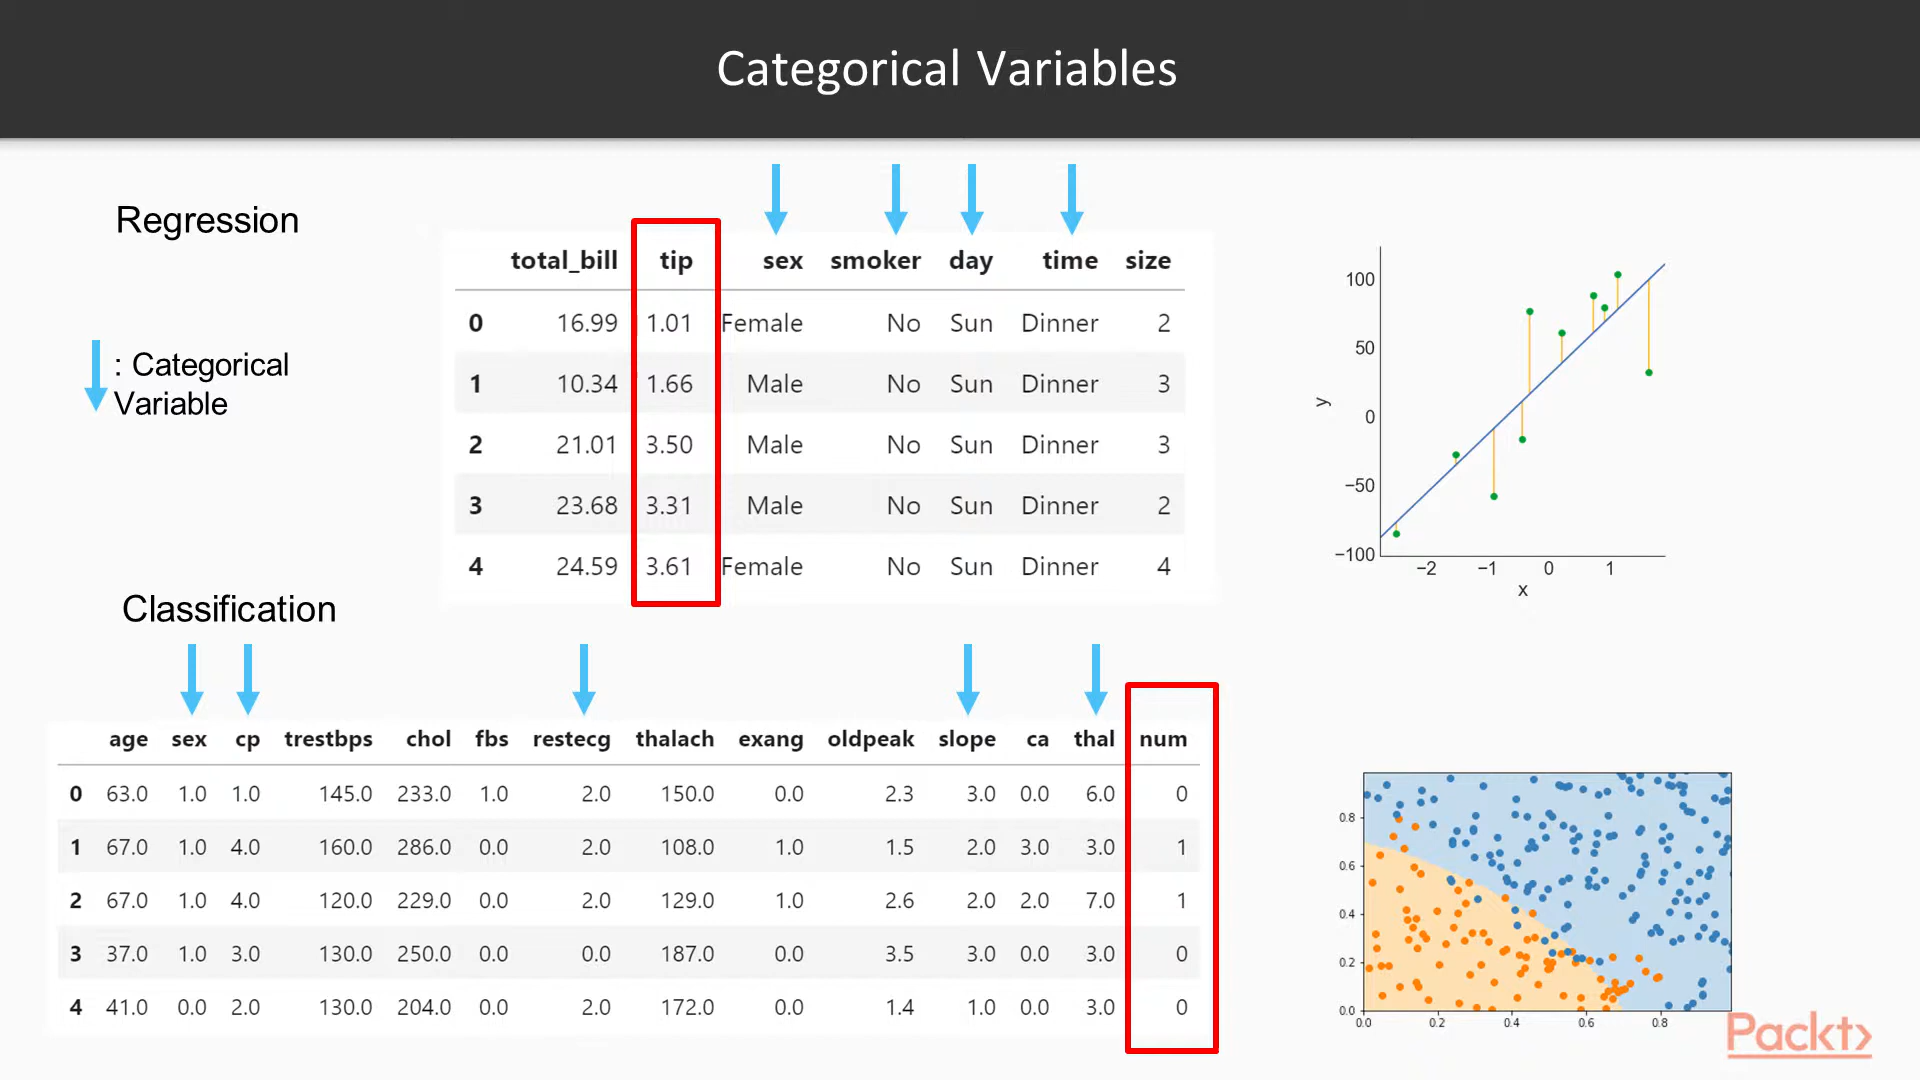 Categorical Variables
Regression
: Categorical
Variable
total_bill tip sex smoker day time size
0 16.99 1.01 Female No Sun Dinner 2
1 10.34 1.66 Male No Sun Dinner 3
2 21.01 3.50 Male No Sun Dinner 3
3 23.68 3.31 Male No Sun Dinner 2
4 24.59 3.61 Female No Sun Dinner 4
100
50
0
−50
−100
y
−2 −1 0 1
x
Classification
age sex cp trestbps chol fbs restecg thalach exang oldpeak slope ca thal num
0 63.0 1.0 1.0 145.0 233.0 1.0 2.0 150.0 0.0 2.3 3.0 0.0 6.0 0
1 67.0 1.0 4.0 160.0 286.0 0.0 2.0 108.0 1.0 1.5 2.0 3.0 3.0 1
2 67.0 1.0 4.0 120.0 229.0 0.0 2.0 129.0 1.0 2.6 2.0 2.0 7.0 1
3 37.0 1.0 3.0 130.0 250.0 0.0 0.0 187.0 0.0 3.5 3.0 0.0 3.0 0
4 41.0 0.0 2.0 130.0 204.0 0.0 2.0 172.0 0.0 1.4 1.0 0.0 3.0 0
0.8
0.6
0.4
0.2
0.0
0.0 0.2 0.4 0.6 0.8
Packt>